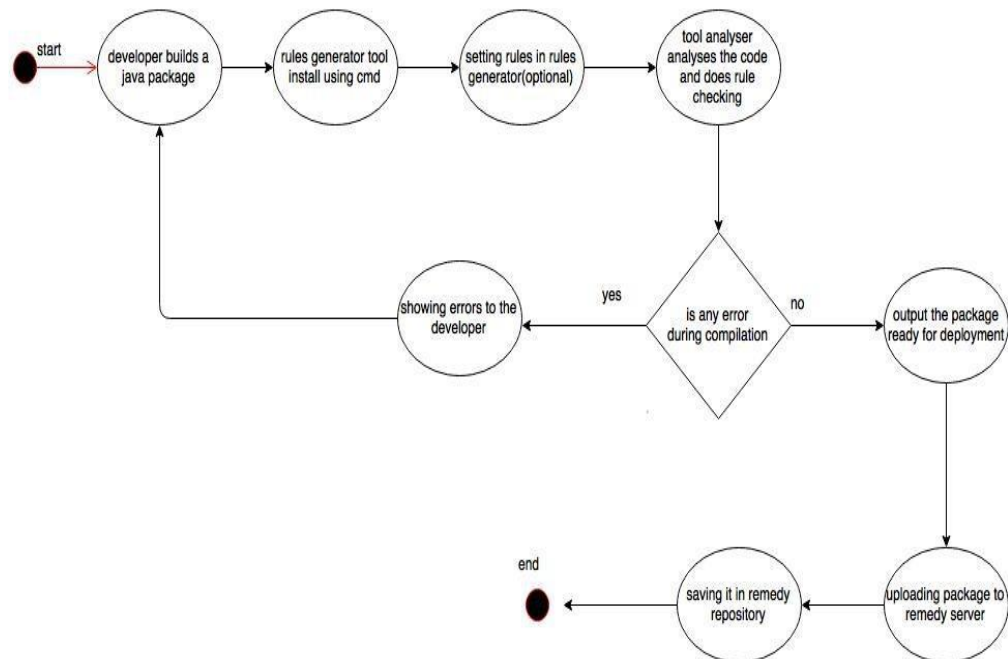 start
developer builds a
java package
rules generator tool
install using cmd
setting rules in rules
generator(optional)
tool analyser
analyses the code
and does rule
checking
showing errors to the
developer
yes
is any error
during compilation
no
output the package
ready for deployment
end
saving it in remedy
repository
uploading package to
remedy server